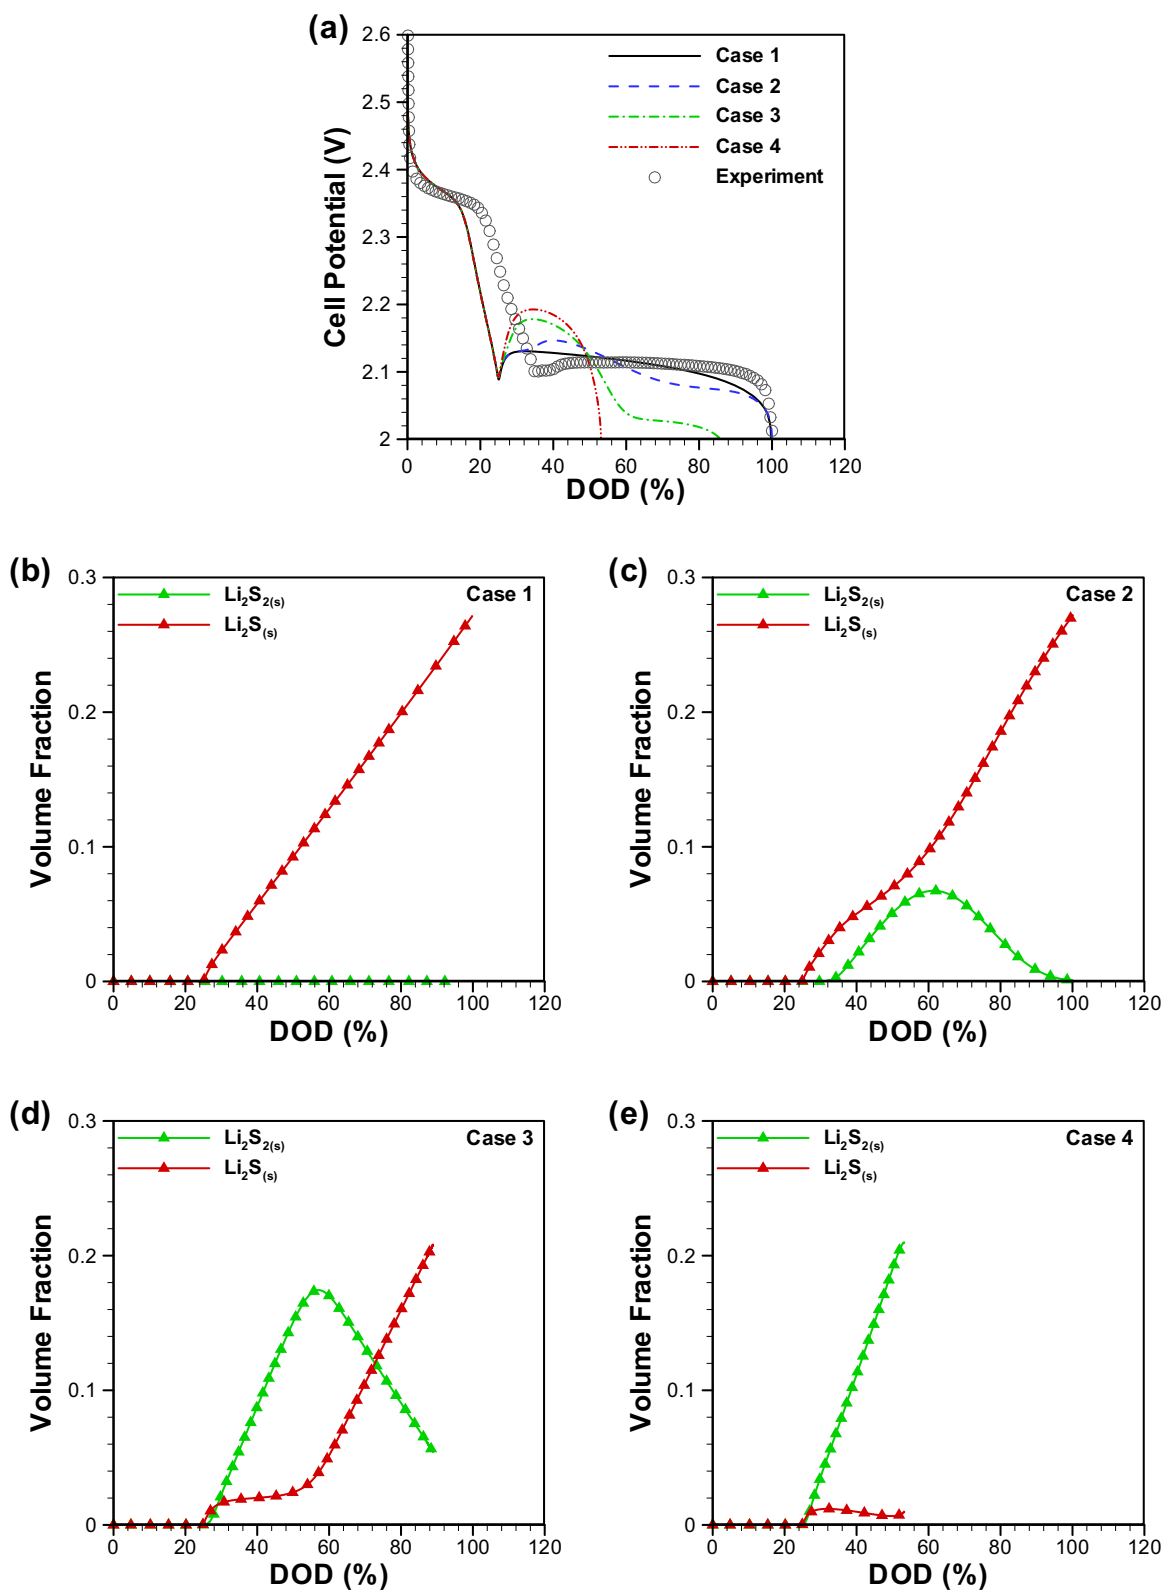 (a)
2.6
2.5
2.4
2.3
2.2
2.1
2
Cell Potential (V)
Case 1
Case 2
Case 3
Case 4
Experiment
0 20 40 60 80 100 120
DOD (%)
(b)
0.3
0.2
0.1
0
Volume Fraction
Li₂S₂₍ₛ₎
Li₂S₍ₛ₎
Case 1
0 20 40 60 80 100 120
DOD (%)
(c)
0.3
0.2
0.1
0
Volume Fraction
Li₂S₂₍ₛ₎
Li₂S₍ₛ₎
Case 2
0 20 40 60 80 100 120
DOD (%)
(d)
0.3
0.2
0.1
0
Volume Fraction
Li₂S₂₍ₛ₎
Li₂S₍ₛ₎
Case 3
0 20 40 60 80 100 120
DOD (%)
(e)
0.3
0.2
0.1
0
Volume Fraction
Li₂S₂₍ₛ₎
Li₂S₍ₛ₎
Case 4
0 20 40 60 80 100 120
DOD (%)